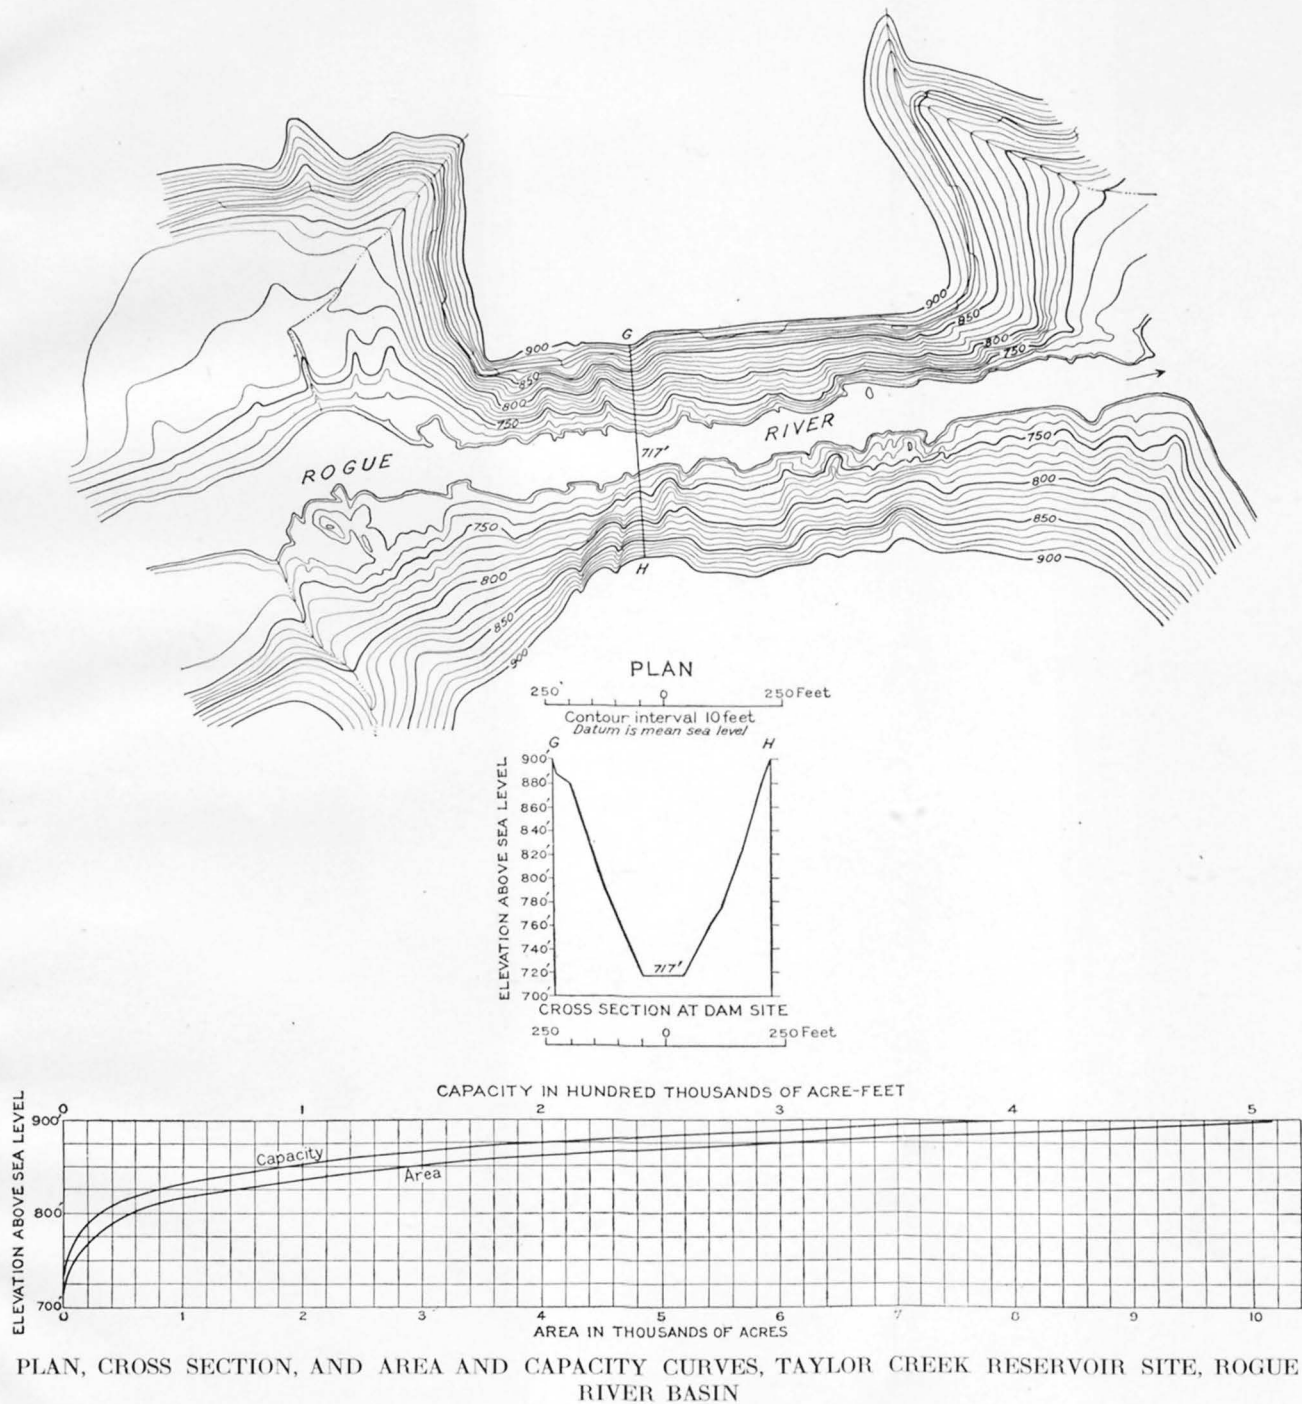 G
900
850
800
750
900
850
800
750
717'
ROGUE
RIVER
750
800
850
900
750
800
850
900
H
PLAN
250' 0 250 Feet
Contour interval 10 feet
Datum is mean sea level
G H
ELEVATION ABOVE SEA LEVEL
900'
880'
860'
840'
820'
800'
780'
760'
740'
720'
700'
717'
CROSS SECTION AT DAM SITE
250 0 250 Feet
CAPACITY IN HUNDRED THOUSANDS OF ACRE-FEET
0 1 2 3 4 5
ELEVATION ABOVE SEA LEVEL
900'
800'
700'
Capacity
Area
0 1 2 3 4 5 6 7 8 9 10
AREA IN THOUSANDS OF ACRES
PLAN, CROSS SECTION, AND AREA AND CAPACITY CURVES, TAYLOR CREEK RESERVOIR SITE, ROGUE
RIVER BASIN